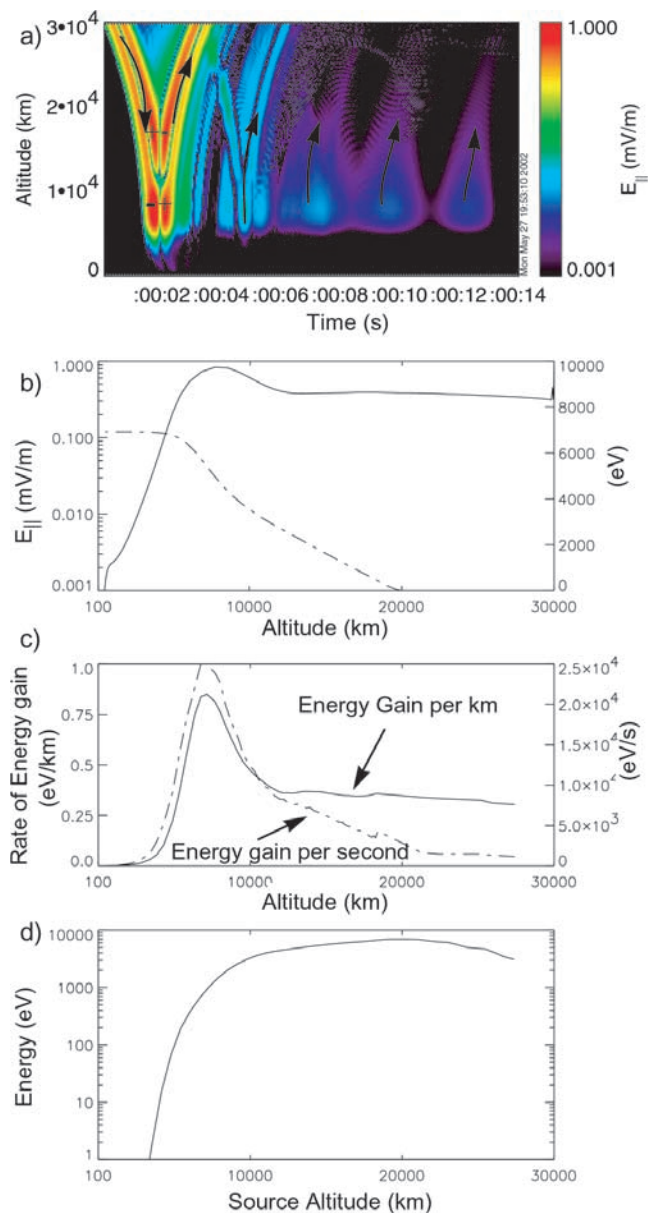 a)
3•10⁴
2•10⁴
1•10⁴
0
Altitude (km)
:00:02 :00:04 :00:06 :00:08 :00:10 :00:12 :00:14
Time (s)
Mon May 27 19:53:10 2002
1.000
0.001
E|| (mV/m)
b)
1.000
0.100
0.010
0.001
E|| (mV/m)
10000
8000
6000
4000
2000
0
(eV)
100 10000 20000 30000
Altitude (km)
c)
1.0
0.75
0.50
0.25
0.0
Rate of Energy gain
(eV/km)
Energy Gain per km
Energy gain per second
2.5×10⁴
2.0×10⁴
1.5×10⁴
1.0×10⁴
5.0×10³
0
(eV/s)
100 10000 20000 30000
Altitude (km)
d)
10000
1000
100
10
1
Energy (eV)
100 10000 20000 30000
Source Altitude (km)